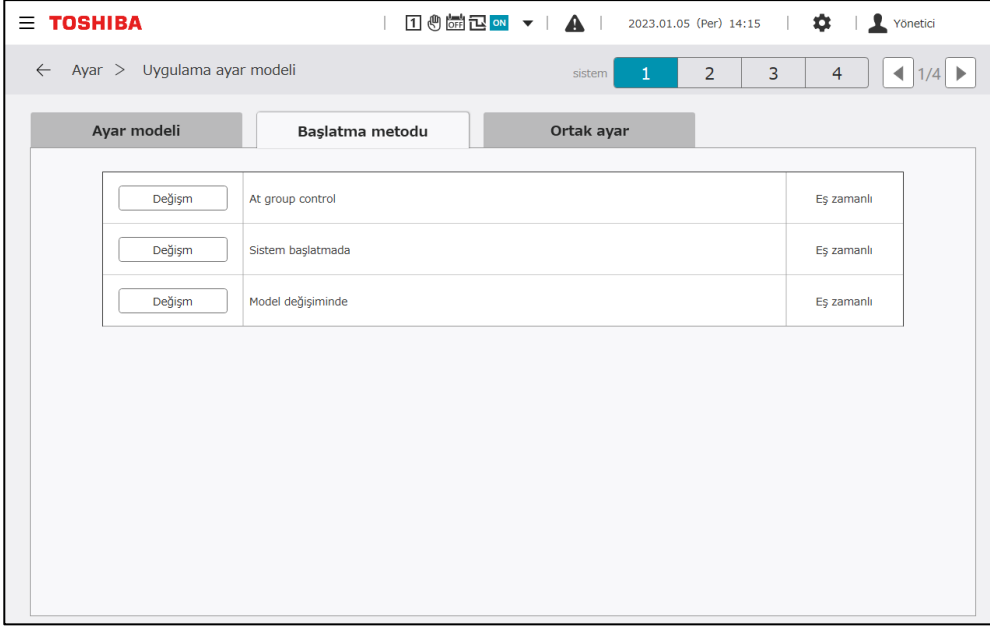 TOSHIBA
1 OFF ON 2023.01.05 (Per) 14:15 Yönetici
Ayar > Uygulama ayar modeli
sistem 1 2 3 4 1/4
Ayar modeli Başlatma metodu Ortak ayar
Değişm At group control Eş zamanlı
Değişm Sistem başlatmada Eş zamanlı
Değişm Model değişiminde Eş zamanlı